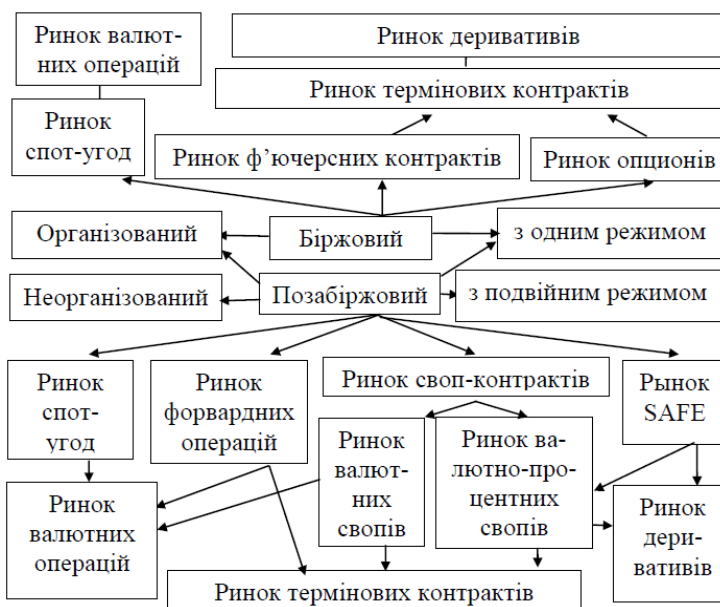 Ринок валют-
них операцій
Ринок деривативів
Ринок термінових контрактів
Ринок
спот-угод
Ринок ф’ючерсних контрактів
Ринок опционів
Організований
Біржовий
з одним режимом
Неорганізований
Позабіржовий
з подвійним режимом
Ринок
спот-
угод
Ринок
форвардних
операцій
Ринок своп-контрактів
Рынок
SAFE
Ринок
валют-
них
свопів
Ринок ва-
лютно-про-
центних
свопів
Ринок
валютних
операцій
Ринок
дери-
вативів
Ринок термінових контрактів